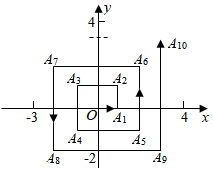 y
4
A₁₀
A₇ A₆
A₃ A₂
O A₁
-3 4 x
A₄ A₅
A₈ -2 A₉